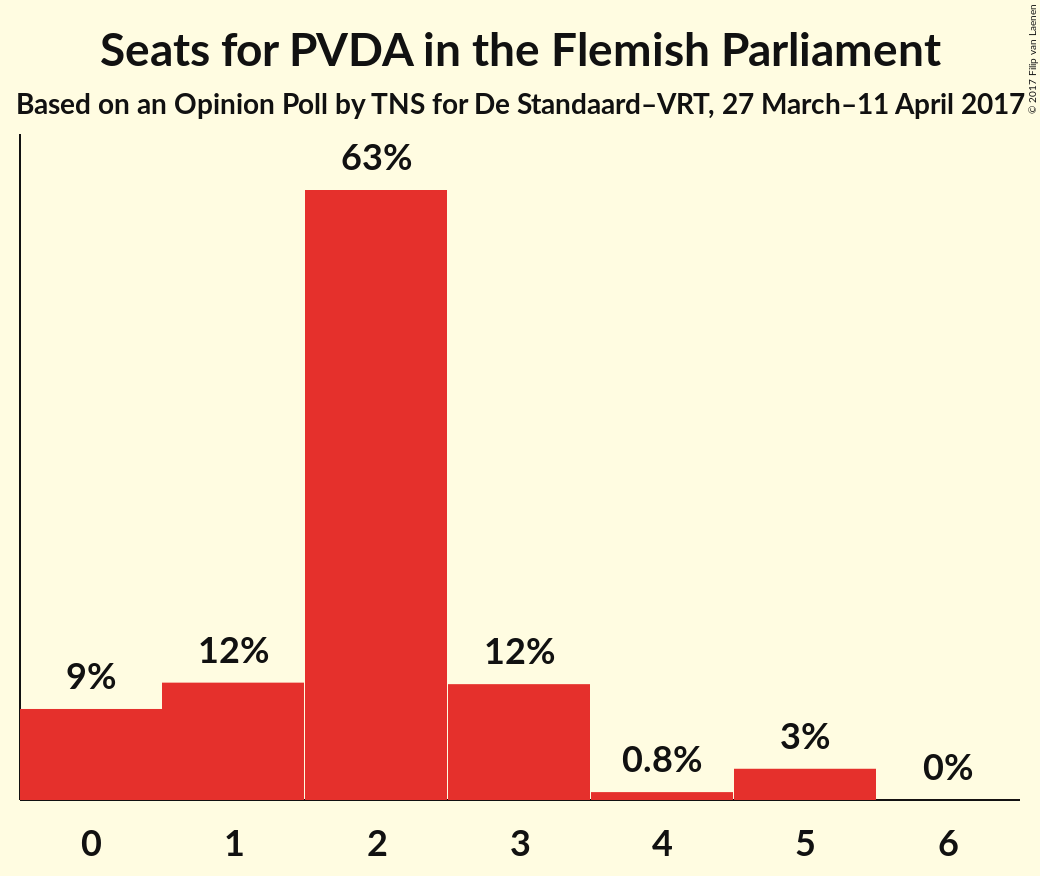 Seats for PVDA in the Flemish Parliament
Based on an Opinion Poll by TNS for De Standaard–VRT, 27 March–11 April 2017
© 2017 Filip van Laenen
63%
12%
12%
9%
3%
0.8%
0%
0 1 2 3 4 5 6